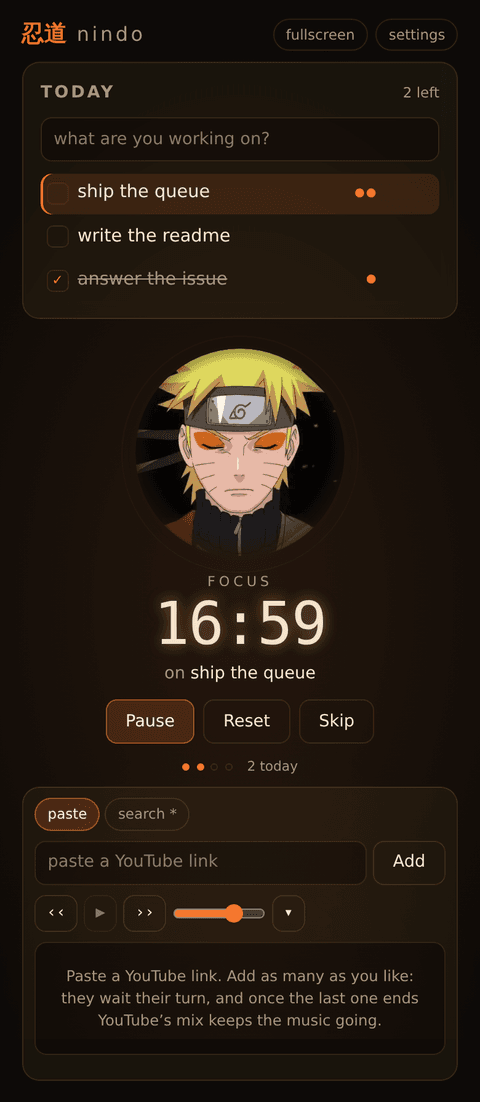 忍道 nindo
fullscreen
settings
TODAY
2 left
what are you working on?
ship the queue
write the readme
answer the issue
FOCUS
16:59
on ship the queue
Pause
Reset
Skip
2 today
paste
search *
paste a YouTube link
Add
Paste a YouTube link. Add as many as you like:
they wait their turn, and once the last one ends
YouTube’s mix keeps the music going.